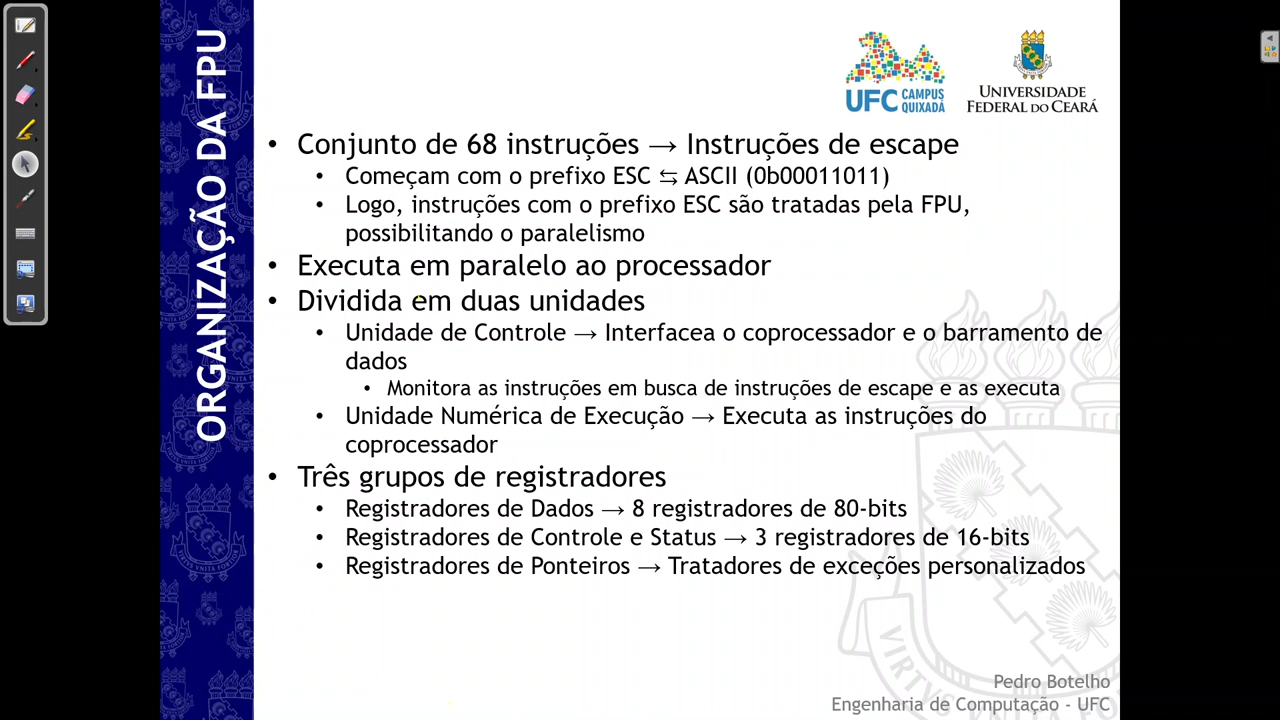 ORGANIZAÇÃO DA FPU
UFC CAMPUS
QUIXADÁ
UNIVERSIDADE
FEDERAL DO CEARÁ
• Conjunto de 68 instruções → Instruções de escape
• Começam com o prefixo ESC ⇆ ASCII (0b00011011)
• Logo, instruções com o prefixo ESC são tratadas pela FPU,
possibilitando o paralelismo
• Executa em paralelo ao processador
• Dividida em duas unidades
• Unidade de Controle → Interfacea o coprocessador e o barramento de
dados
• Monitora as instruções em busca de instruções de escape e as executa
• Unidade Numérica de Execução → Executa as instruções do
coprocessador
• Três grupos de registradores
• Registradores de Dados → 8 registradores de 80-bits
• Registradores de Controle e Status → 3 registradores de 16-bits
• Registradores de Ponteiros → Tratadores de exceções personalizados
Pedro Botelho
Engenharia de Computação - UFC